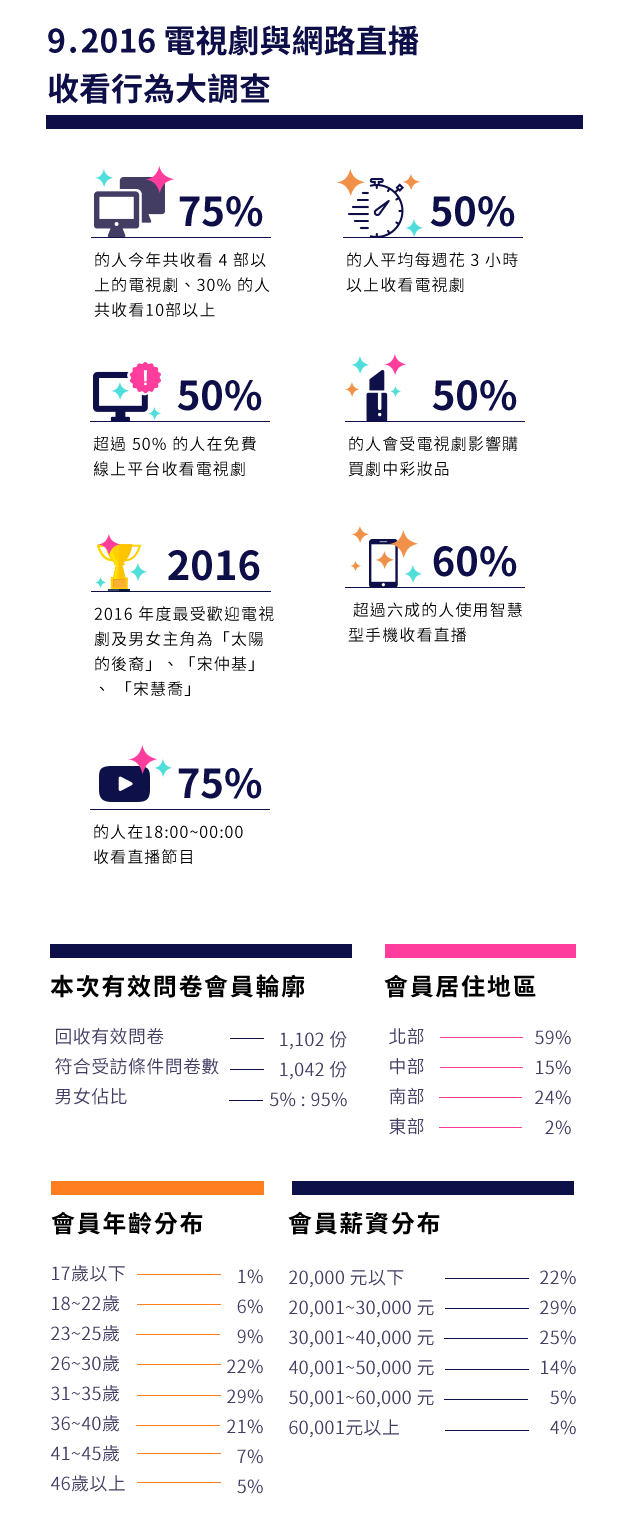 9.2016 電視劇與網路直播
收看行為大調查
75%
的人今年共收看 4 部以
上的電視劇、30% 的人
共收看10部以上
50%
的人平均每週花 3 小時
以上收看電視劇
50%
超過 50% 的人在免費
線上平台收看電視劇
50%
的人會受電視劇影響購
買劇中彩妝品
2016
2016 年度最受歡迎電視
劇及男女主角為「太陽
的後裔」、「宋仲基」
、「宋慧喬」
60%
超過六成的人使用智慧
型手機收看直播
75%
的人在18:00~00:00
收看直播節目
本次有效問卷會員輪廓
回收有效問卷 1,102 份
符合受訪條件問卷數 1,042 份
男女佔比 5% : 95%
會員居住地區
北部 59%
中部 15%
南部 24%
東部 2%
會員年齡分布
17歲以下 1%
18~22歲 6%
23~25歲 9%
26~30歲 22%
31~35歲 29%
36~40歲 21%
41~45歲 7%
46歲以上 5%
會員薪資分布
20,000 元以下 22%
20,001~30,000 元 29%
30,001~40,000 元 25%
40,001~50,000 元 14%
50,001~60,000 元 5%
60,001元以上 4%